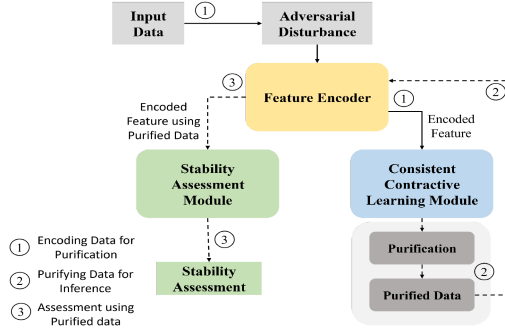 Input
Data
1
Adversarial
Disturbance
3
Feature Encoder
1
2
Encoded
Feature using
Purified Data
Encoded
Feature
Stability
Assessment
Module
Consistent
Contractive
Learning Module
3
Purification
Stability
Assessment
Purified Data
2
1 Encoding Data for
Purification
2 Purifying Data for
Inference
3 Assessment using
Purified data